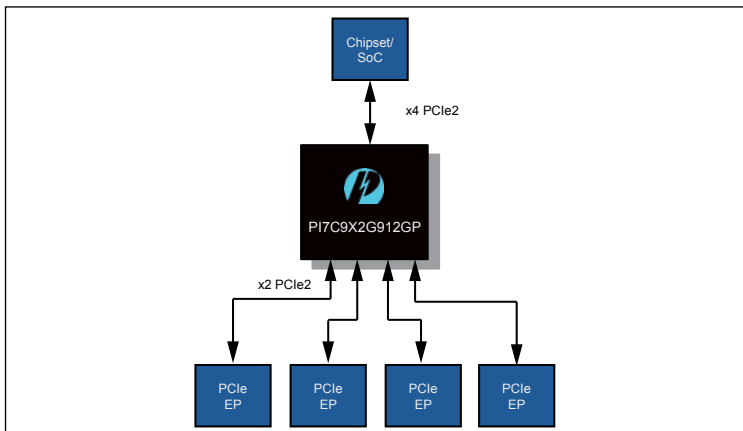 Chipset/
SoC
x4 PCIe2
PI7C9X2G912GP
x2 PCIe2
PCIe
EP
PCIe
EP
PCIe
EP
PCIe
EP